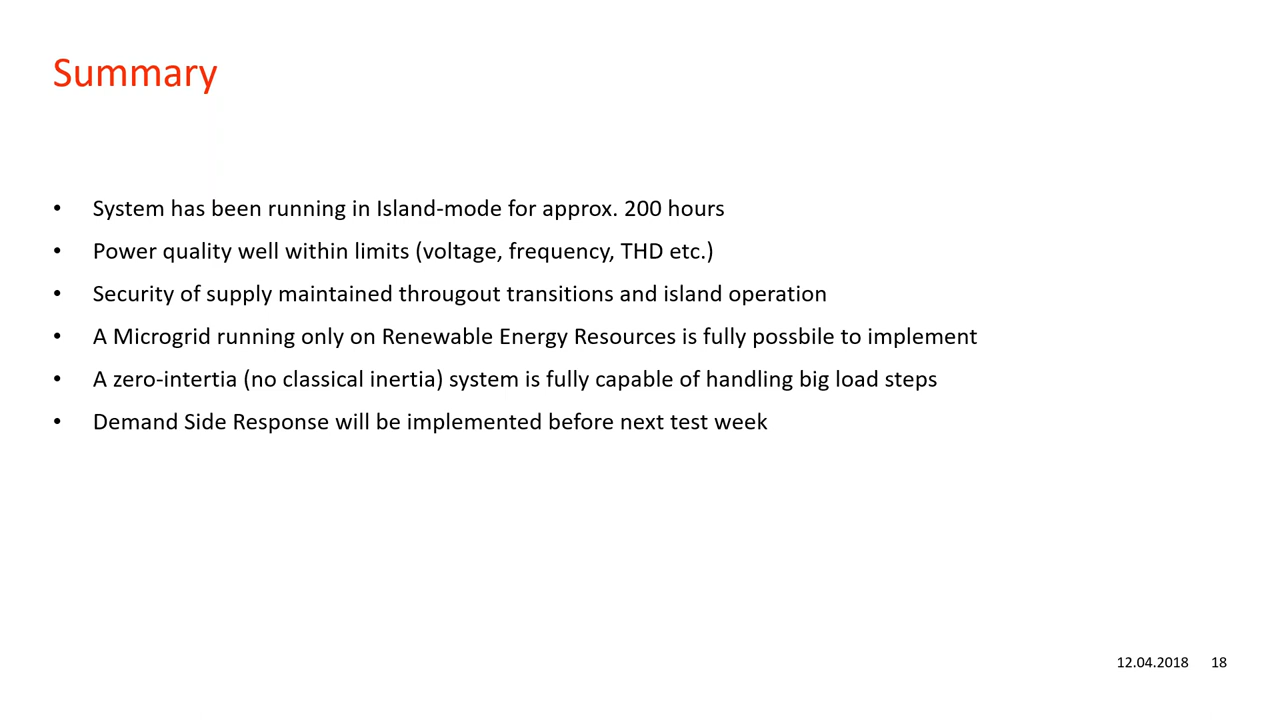 Summary
• System has been running in Island-mode for approx. 200 hours
• Power quality well within limits (voltage, frequency, THD etc.)
• Security of supply maintained througout transitions and island operation
• A Microgrid running only on Renewable Energy Resources is fully possbile to implement
• A zero-intertia (no classical inertia) system is fully capable of handling big load steps
• Demand Side Response will be implemented before next test week
12.04.2018 18